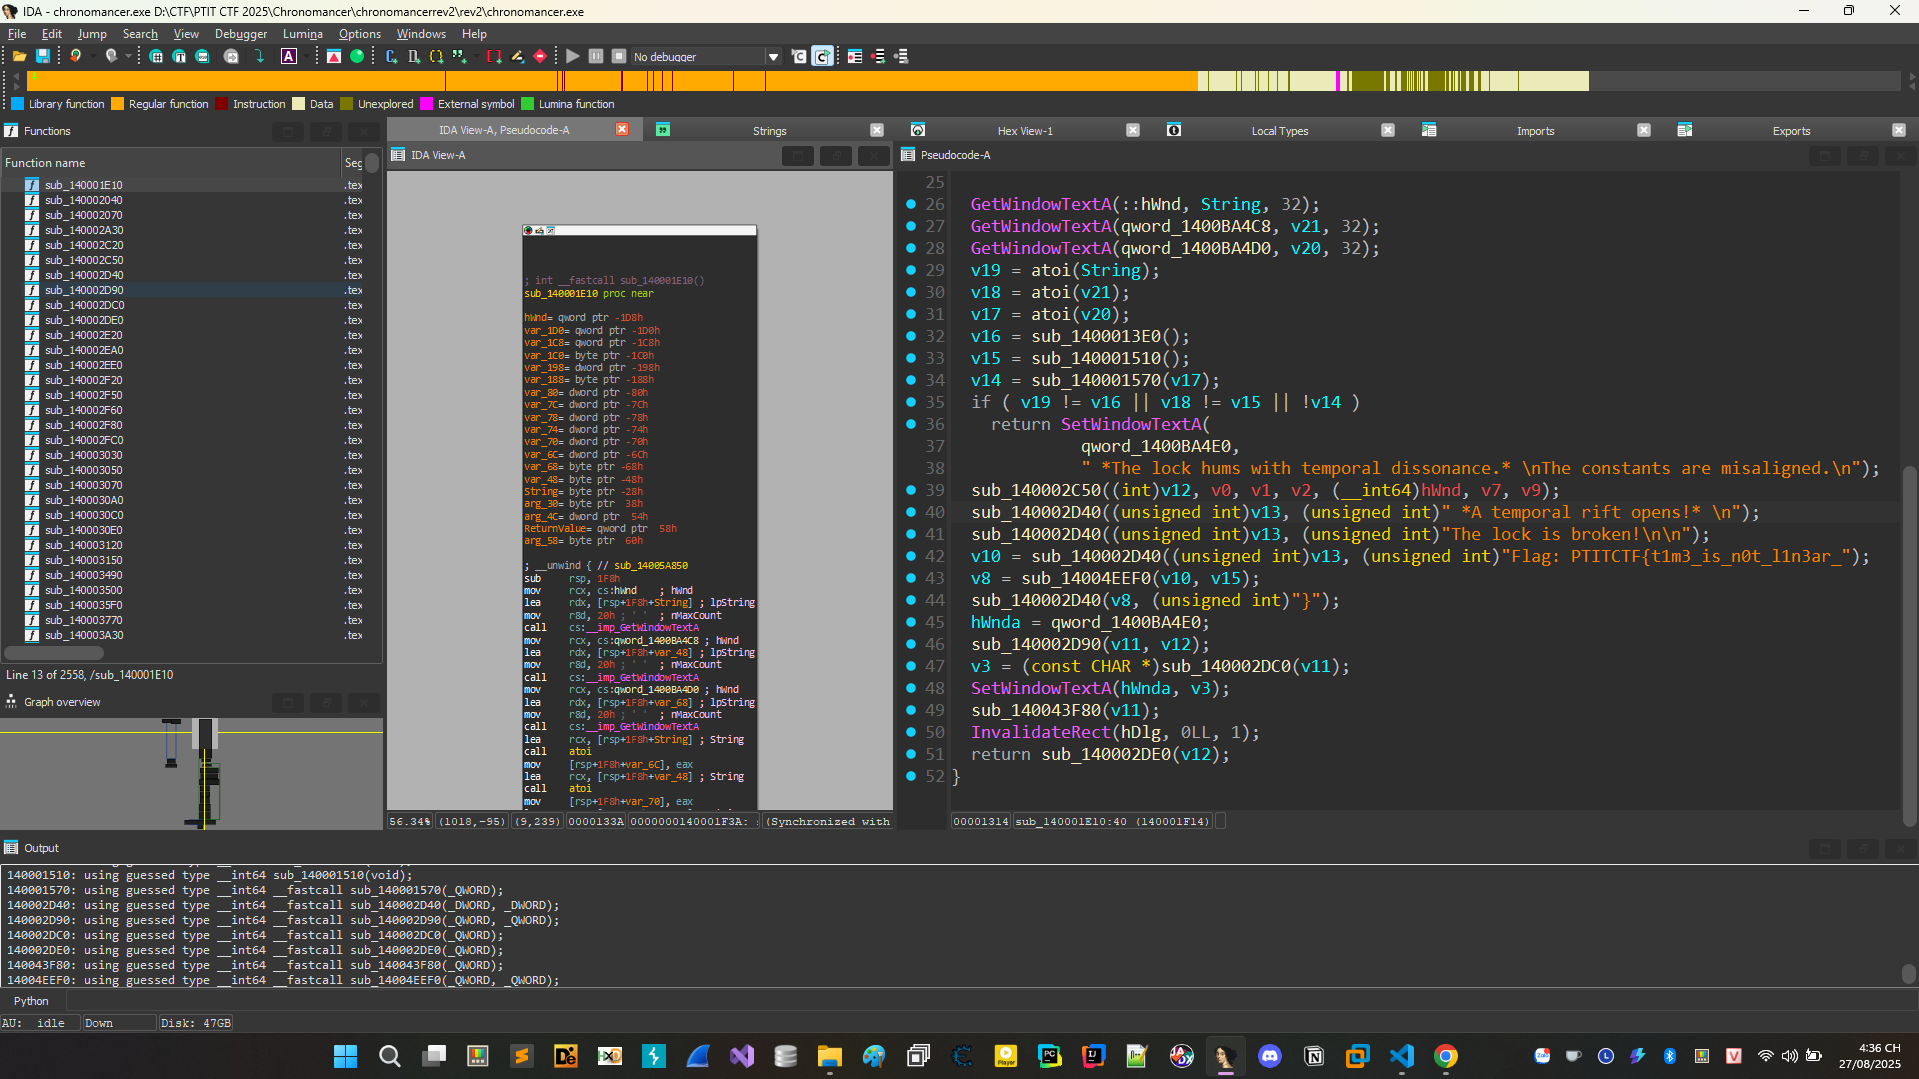 IDA - chronomancer.exe D:\CTF\PTIT CTF 2025\Chronomancer\chronomancerrev2\rev2\chronomancer.exe
File Edit Jump Search View Debugger Lumina Options Windows Help
No debugger
Library function Regular function Instruction Data Unexplored External symbol Lumina function
Functions
Function name Seg
sub_140001E10 .tex
sub_140002040 .tex
sub_140002070 .tex
sub_140002A30 .tex
sub_140002C20 .tex
sub_140002C50 .tex
sub_140002D40 .tex
sub_140002D90 .tex
sub_140002DC0 .tex
sub_140002DE0 .tex
sub_140002E20 .tex
sub_140002EA0 .tex
sub_140002EE0 .tex
sub_140002F20 .tex
sub_140002F50 .tex
sub_140002F60 .tex
sub_140002F80 .tex
sub_140002FC0 .tex
sub_140003030 .tex
sub_140003050 .tex
sub_140003070 .tex
sub_1400030A0 .tex
sub_1400030C0 .tex
sub_1400030E0 .tex
sub_140003120 .tex
sub_140003150 .tex
sub_140003490 .tex
sub_140003500 .tex
sub_1400035F0 .tex
sub_140003770 .tex
sub_140003A30 .tex
Line 13 of 2558, /sub_140001E10
Graph overview
IDA View-A, Pseudocode-A Strings Hex View-1 Local Types Imports Exports
IDA View-A
; int __fastcall sub_140001E10()
sub_140001E10 proc near
hWnd= qword ptr -1D8h
var_1D0= qword ptr -1D0h
var_1C8= qword ptr -1C8h
var_1C0= byte ptr -1C0h
var_198= dword ptr -198h
var_188= byte ptr -188h
var_80= dword ptr -80h
var_7C= dword ptr -7Ch
var_78= dword ptr -78h
var_74= dword ptr -74h
var_70= dword ptr -70h
var_6C= dword ptr -6Ch
var_68= byte ptr -68h
var_48= byte ptr -48h
String= byte ptr -28h
arg_30= byte ptr 38h
arg_4C= dword ptr 54h
ReturnValue= qword ptr 58h
arg_58= byte ptr 60h
; __unwind { // sub_14005A850
sub rsp, 1F8h
mov rcx, cs:hWnd ; hWnd
lea rdx, [rsp+1F8h+String] ; lpString
mov r8d, 20h ; ' ' ; nMaxCount
call cs:__imp_GetWindowTextA
mov rcx, cs:qword_1400BA4C8 ; hWnd
lea rdx, [rsp+1F8h+var_48] ; lpString
mov r8d, 20h ; ' ' ; nMaxCount
call cs:__imp_GetWindowTextA
mov rcx, cs:qword_1400BA4D0 ; hWnd
lea rdx, [rsp+1F8h+var_68] ; lpString
mov r8d, 20h ; ' ' ; nMaxCount
call cs:__imp_GetWindowTextA
lea rcx, [rsp+1F8h+String] ; String
call atoi
mov [rsp+1F8h+var_6C], eax
lea rcx, [rsp+1F8h+var_48] ; String
call atoi
mov [rsp+1F8h+var_70], eax
56.34% (1018,-95) (9,239) 0000133A 0000000140001F3A: (Synchronized with
Pseudocode-A
25
26 GetWindowTextA(::hWnd, String, 32);
27 GetWindowTextA(qword_1400BA4C8, v21, 32);
28 GetWindowTextA(qword_1400BA4D0, v20, 32);
29 v19 = atoi(String);
30 v18 = atoi(v21);
31 v17 = atoi(v20);
32 v16 = sub_1400013E0();
33 v15 = sub_140001510();
34 v14 = sub_140001570(v17);
35 if ( v19 != v16 || v18 != v15 || !v14 )
36 return SetWindowTextA(
37 qword_1400BA4E0,
38 " *The lock hums with temporal dissonance.* \nThe constants are misaligned.\n");
39 sub_140002C50((int)v12, v0, v1, v2, (__int64)hWnd, v7, v9);
40 sub_140002D40((unsigned int)v13, (unsigned int)" *A temporal rift opens!* \n");
41 sub_140002D40((unsigned int)v13, (unsigned int)"The lock is broken!\n\n");
42 v10 = sub_140002D40((unsigned int)v13, (unsigned int)"Flag: PTITCTF{t1m3_is_n0t_l1n3ar_");
43 v8 = sub_14004EEF0(v10, v15);
44 sub_140002D40(v8, (unsigned int)"}");
45 hWnda = qword_1400BA4E0;
46 sub_140002D90(v11, v12);
47 v3 = (const CHAR *)sub_140002DC0(v11);
48 SetWindowTextA(hWnda, v3);
49 sub_140043F80(v11);
50 InvalidateRect(hDlg, 0LL, 1);
51 return sub_140002DE0(v12);
52 }
00001314 sub_140001E10:40 (140001F14)
Output
140001510: using guessed type __int64 sub_140001510(void);
140001570: using guessed type __int64 __fastcall sub_140001570(_QWORD);
140002D40: using guessed type __int64 __fastcall sub_140002D40(_DWORD, _DWORD);
140002D90: using guessed type __int64 __fastcall sub_140002D90(_QWORD, _QWORD);
140002DC0: using guessed type __int64 __fastcall sub_140002DC0(_QWORD);
140002DE0: using guessed type __int64 __fastcall sub_140002DE0(_QWORD);
140043F80: using guessed type __int64 __fastcall sub_140043F80(_QWORD);
14004EEF0: using guessed type __int64 __fastcall sub_14004EEF0(_QWORD, _QWORD);
Python
AU: idle Down Disk: 47GB
4:36 CH
27/08/2025